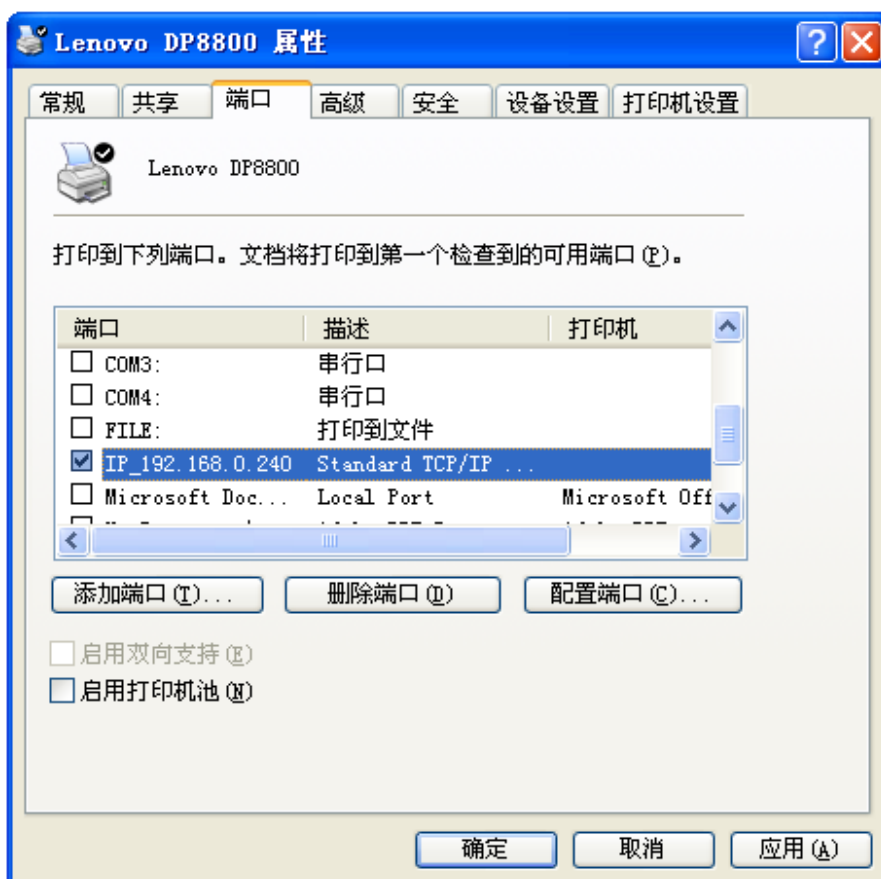 Lenovo DP8800 属性
常规 共享 端口 高级 安全 设备设置 打印机设置
Lenovo DP8800
打印到下列端口。文档将打印到第一个检查到的可用端口(P)。
端口 描述 打印机
COM3: 串行口
COM4: 串行口
FILE: 打印到文件
IP_192.168.0.240 Standard TCP/IP ...
Microsoft Doc... Local Port Microsoft Off
添加端口(T)... 删除端口(D) 配置端口(C)...
启用双向支持(E)
启用打印机池(N)
确定 取消 应用(A)